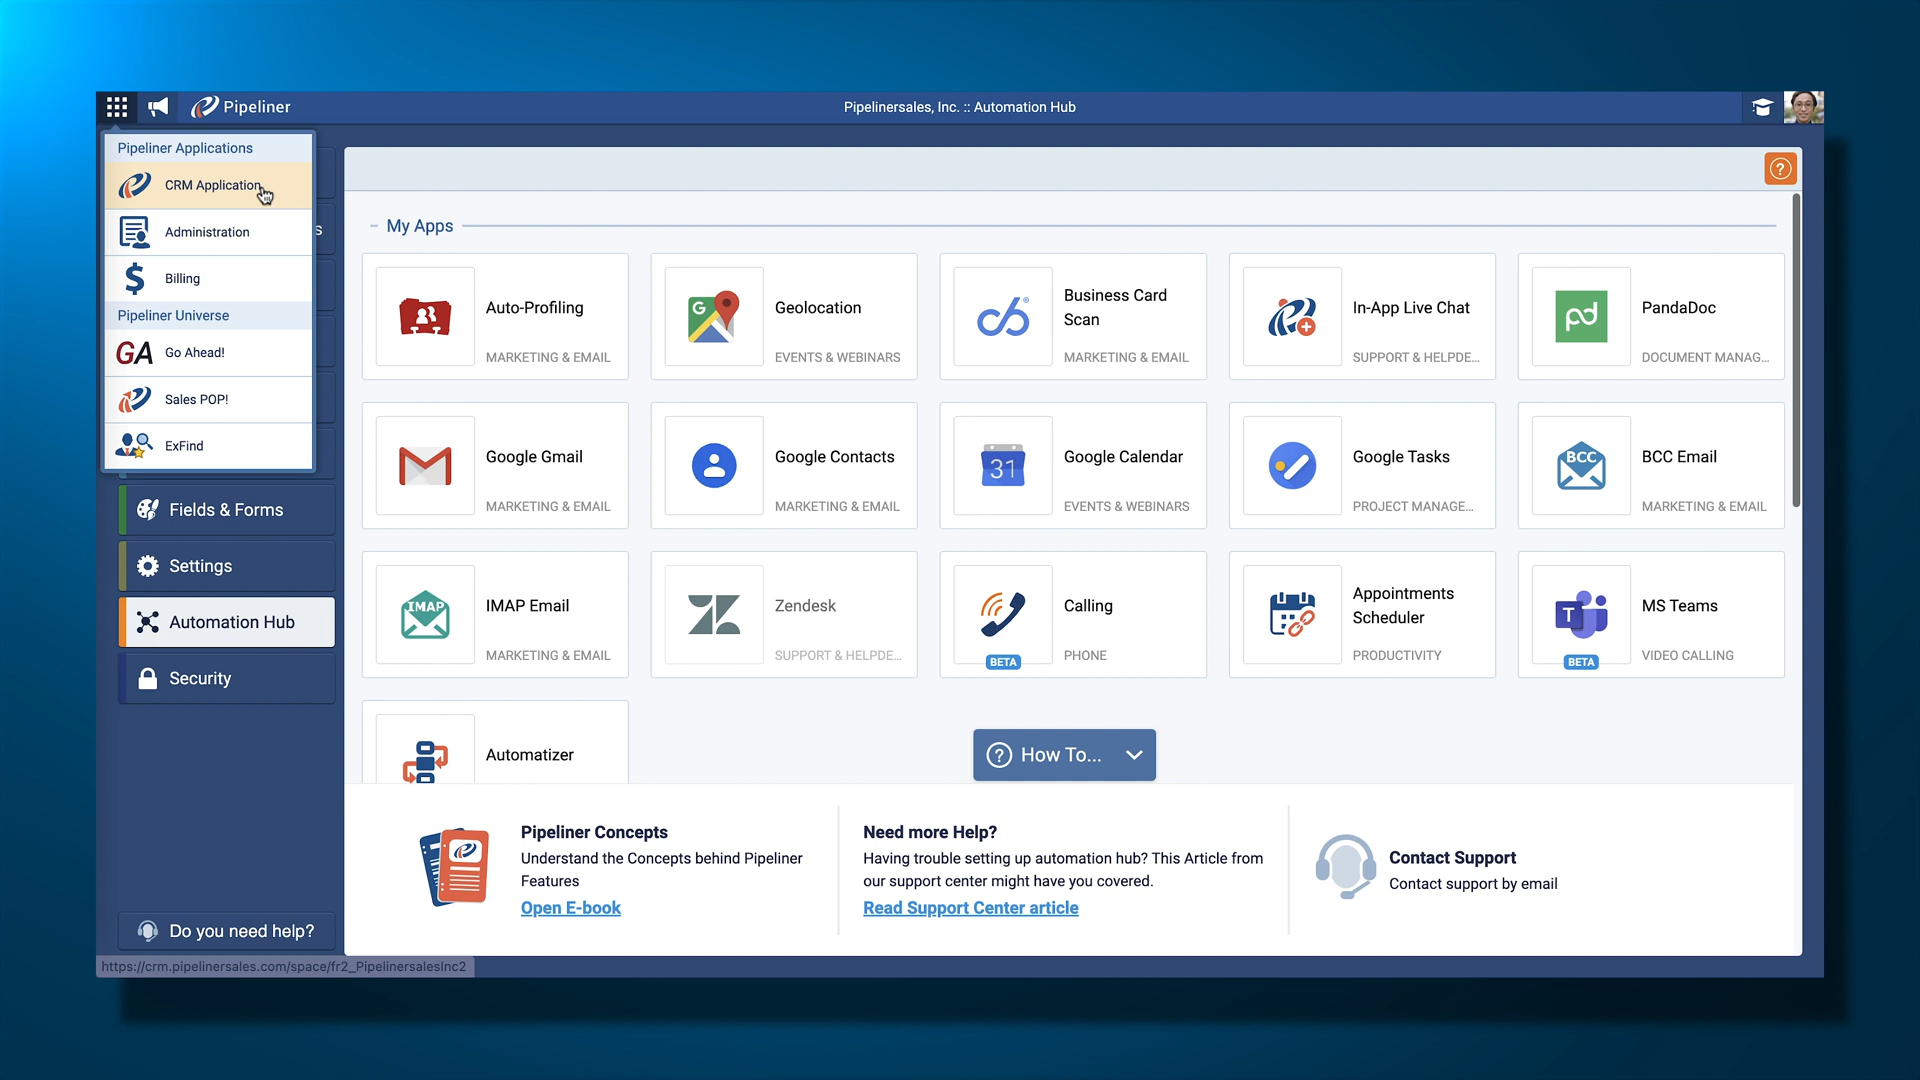 Pipeliner
Pipelinersales, Inc. :: Automation Hub
Pipeliner Applications
CRM Application
Administration
Billing
Pipeliner Universe
GA Go Ahead!
Sales POP!
ExFind
s
Fields & Forms
Settings
Automation Hub
Security
Do you need help?
https://crm.pipelinersales.com/space/fr2_PipelinersalesInc2
?
My Apps
Auto-Profiling
MARKETING & EMAIL
G
Geolocation
EVENTS & WEBINARS
Business Card
Scan
MARKETING & EMAIL
In-App Live Chat
SUPPORT & HELPDE...
pd
PandaDoc
DOCUMENT MANAG...
Google Gmail
MARKETING & EMAIL
Google Contacts
MARKETING & EMAIL
31
Google Calendar
EVENTS & WEBINARS
Google Tasks
PROJECT MANAGE...
BCC
BCC Email
MARKETING & EMAIL
IMAP
IMAP Email
MARKETING & EMAIL
Zendesk
SUPPORT & HELPDE...
Calling
BETA
PHONE
Appointments
Scheduler
PRODUCTIVITY
T
MS Teams
BETA
VIDEO CALLING
Automatizer
? How To...
Pipeliner Concepts
Understand the Concepts behind Pipeliner
Features
Open E-book
Need more Help?
Having trouble setting up automation hub? This Article from
our support center might have you covered.
Read Support Center article
Contact Support
Contact support by email